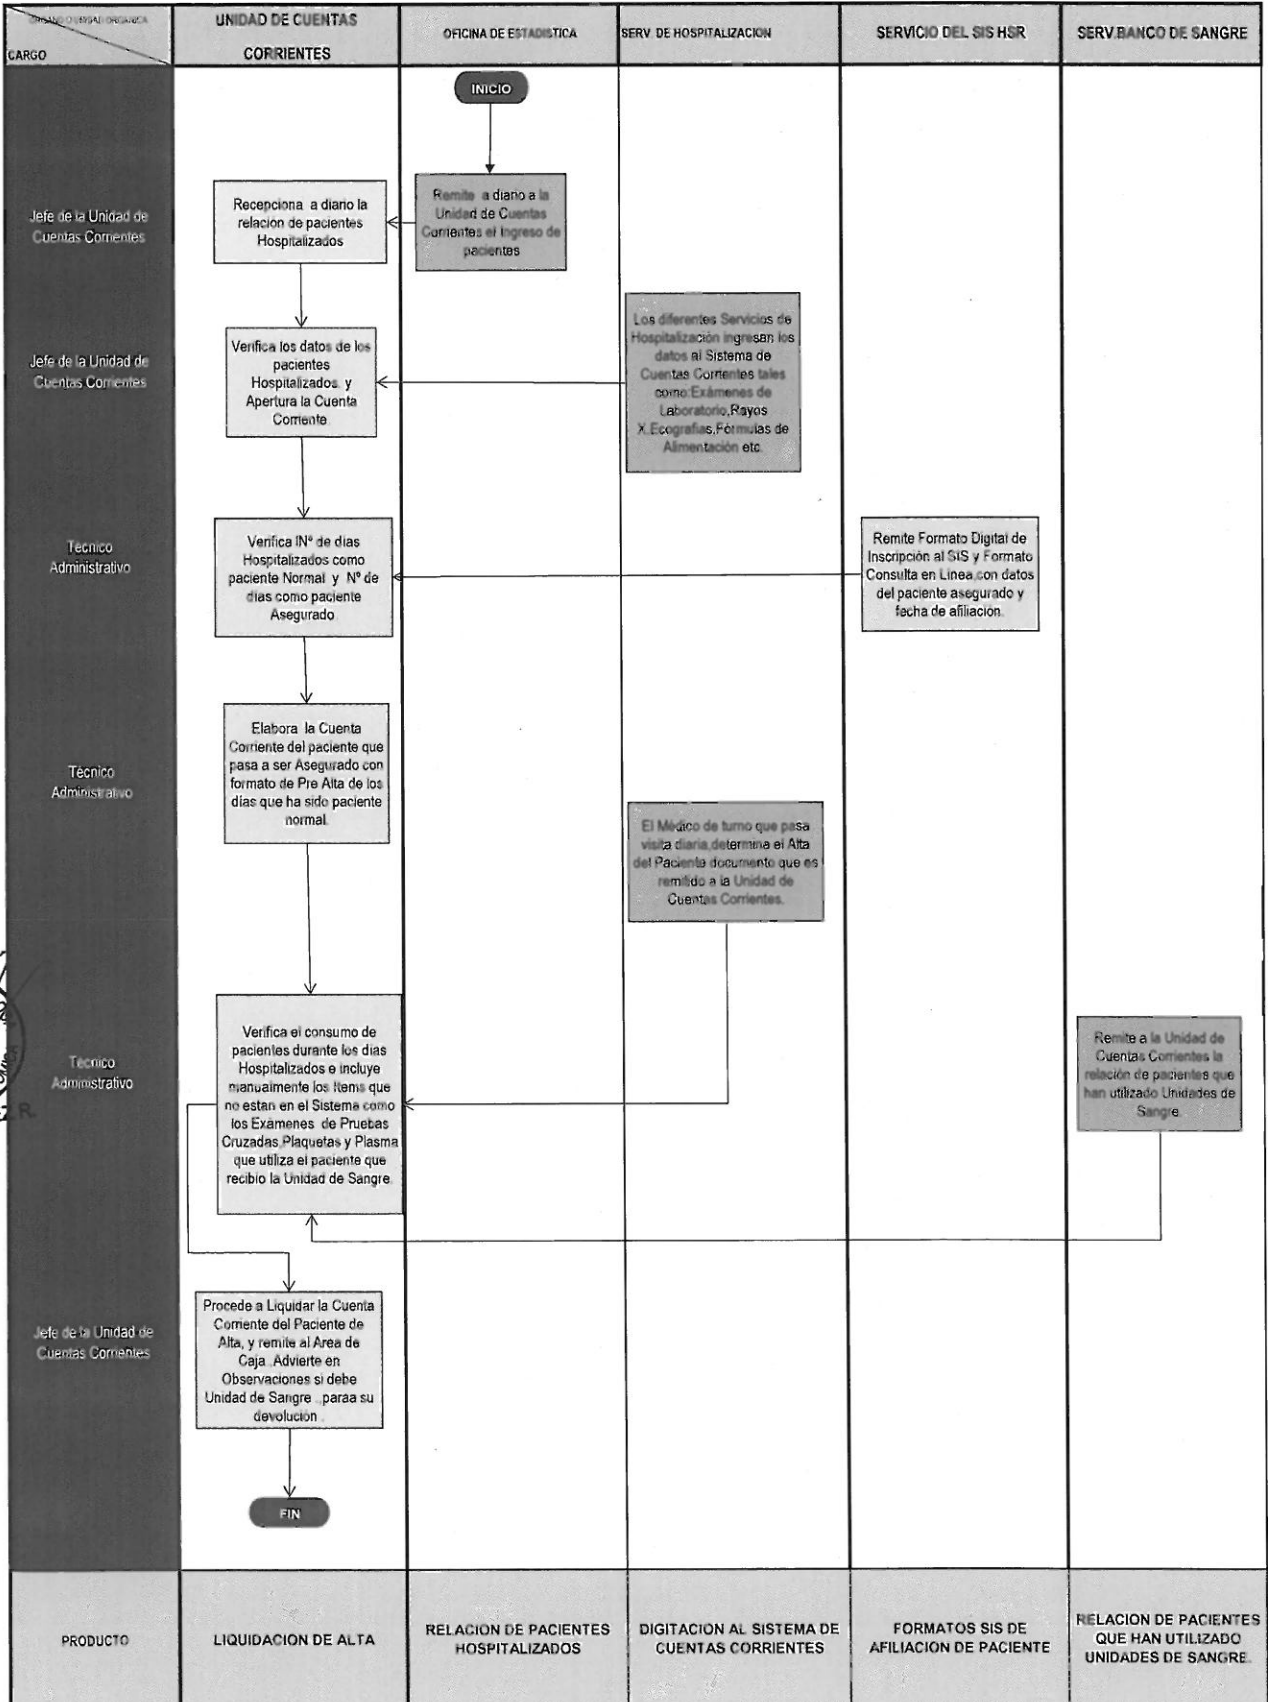 ORGANO O UNIDAD ORGANICA
CARGO
UNIDAD DE CUENTAS
CORRIENTES
OFICINA DE ESTADISTICA
SERV. DE HOSPITALIZACION
SERVICIO DEL SIS HSR
SERV.BANCO DE SANGRE
INICIO
Jefe de la Unidad de
Cuentas Corrientes
Recepciona a diario la
relación de pacientes
Hospitalizados
Remite a diario a la
Unidad de Cuentas
Corrientes el Ingreso de
pacientes
Jefe de la Unidad de
Cuentas Corrientes
Verifica los datos de los
pacientes
Hospitalizados y
Apertura la Cuenta
Corriente
Los diferentes Servicios de
Hospitalización ingresan los
datos al Sistema de
Cuentas Corrientes tales
como:Exámenes de
Laboratorio,Rayos
X.Ecografias,Fórmulas de
Alimentación etc.
Técnico
Administrativo
Verifica lNº de dias
Hospitalizados como
paciente Normal y Nº de
dias como paciente
Asegurado
Remite Formato Digital de
Inscripción al SIS y Formato
Consulta en Linea con datos
del paciente asegurado y
fecha de afiliación.
Técnico
Administrativo
Elabora la Cuenta
Corriente del paciente que
pasa a ser Asegurado con
formato de Pre Alta de los
días que ha sido paciente
normal.
El Médico de turno que pasa
visita diaria,determina el Alta
del Paciente documento que es
remitido a la Unidad de
Cuentas Corrientes.
Técnico
Administrativo
Verifica el consumo de
pacientes durante los dias
Hospitalizados e incluye
manualmente los Items que
no estan en el Sistema como
los Exámenes de Pruebas
Cruzadas,Plaquetas y Plasma
que utiliza el paciente que
recibio la Unidad de Sangre
Remite a la Unidad de
Cuentas Corrientes la
relación de pacientes que
han utilizado Unidades de
Sangre.
Jefe de la Unidad de
Cuentas Corrientes
Procede a Liquidar la Cuenta
Corriente del Paciente de
Alta, y remite al Area de
Caja .Advierte en
Observaciones si debe
Unidad de Sangre paraa su
devolución .
FIN
PRODUCTO
LIQUIDACION DE ALTA
RELACION DE PACIENTES
HOSPITALIZADOS
DIGITACION AL SISTEMA DE
CUENTAS CORRIENTES
FORMATOS SIS DE
AFILIACION DE PACIENTE
RELACION DE PACIENTES
QUE HAN UTILIZADO
UNIDADES DE SANGRE.